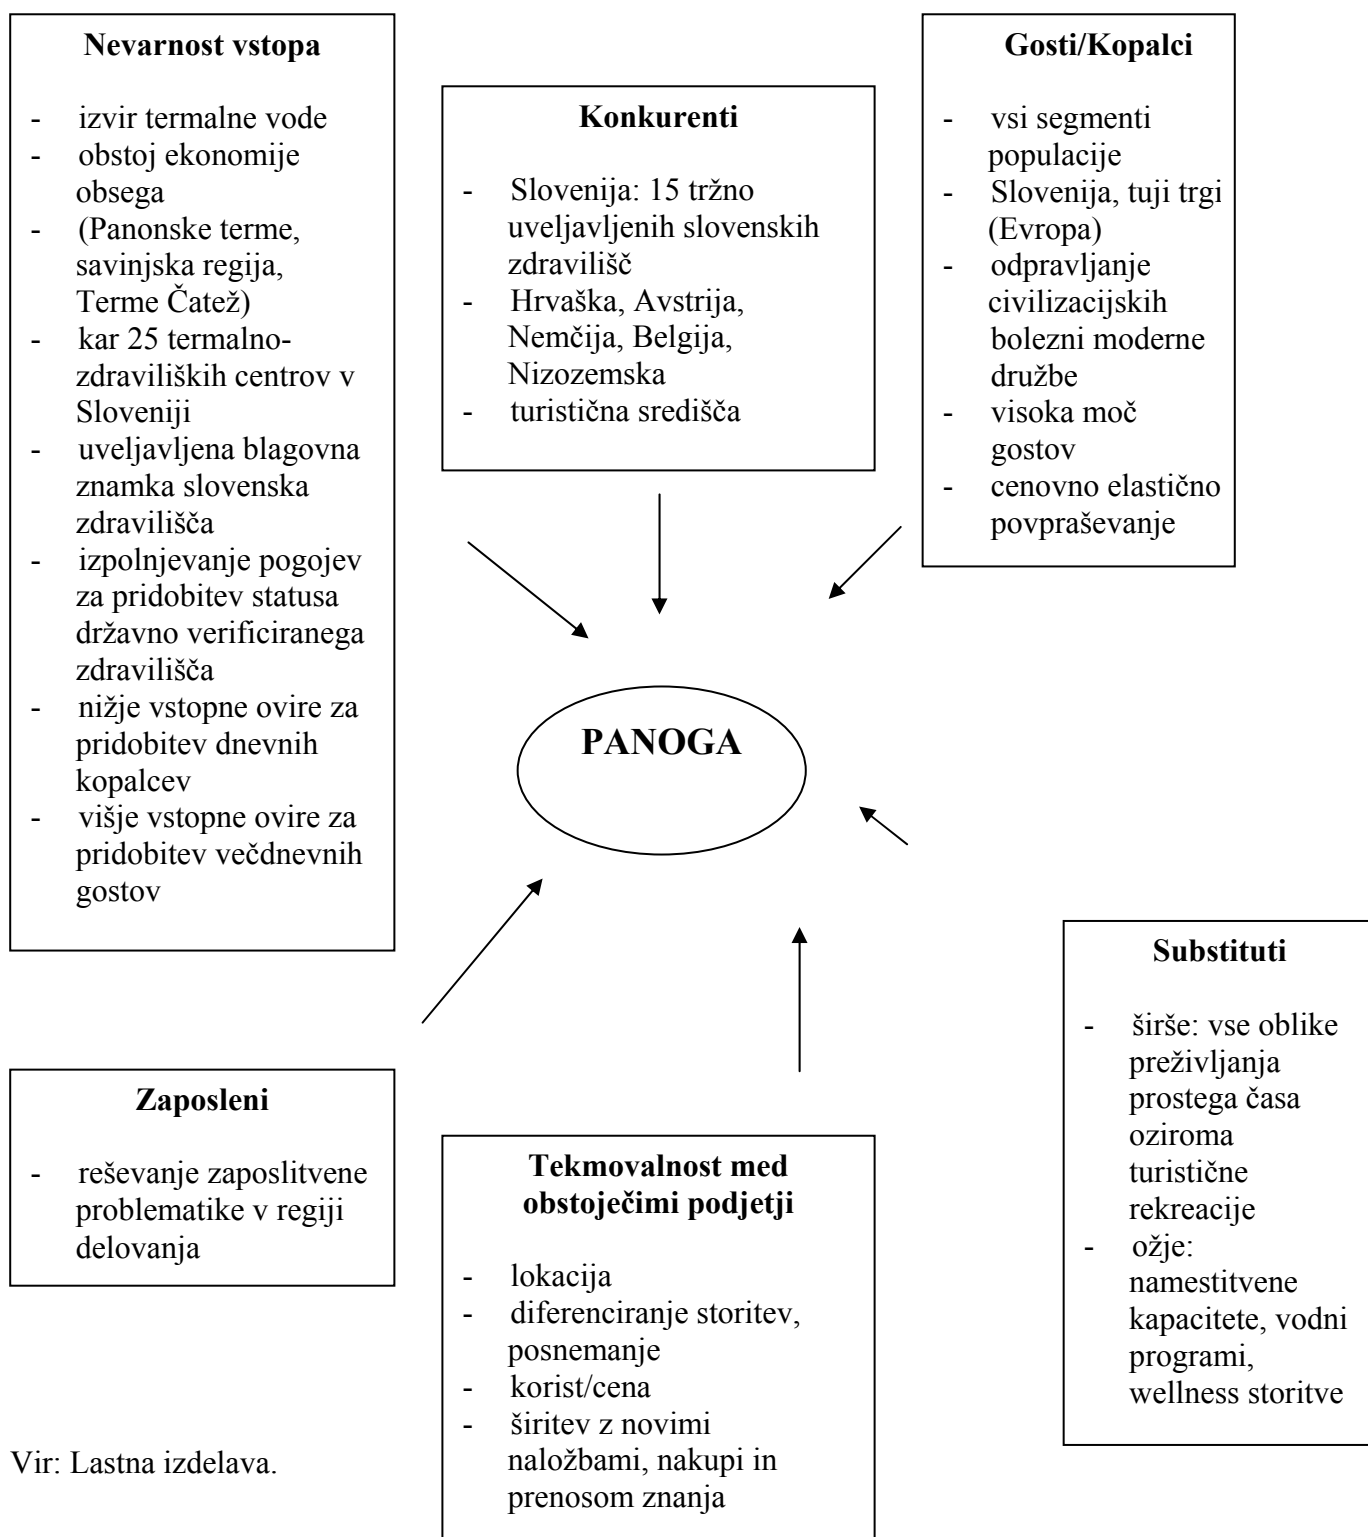 Nevarnost vstopa
- izvir termalne vode
- obstoj ekonomije
obsega
- (Panonske terme,
savinjska regija,
Terme Čatež)
- kar 25 termalno-
zdraviliških centrov v
Sloveniji
- uveljavljena blagovna
znamka slovenska
zdravilišča
- izpolnjevanje pogojev
za pridobitev statusa
državno verificiranega
zdravilišča
- nižje vstopne ovire za
pridobitev dnevnih
kopalcev
- višje vstopne ovire za
pridobitev večdnevnih
gostov
Konkurenti
- Slovenija: 15 tržno
uveljavljenih slovenskih
zdravilišč
- Hrvaška, Avstrija,
Nemčija, Belgija,
Nizozemska
- turistična središča
Gosti/Kopalci
- vsi segmenti
populacije
- Slovenija, tuji trgi
(Evropa)
- odpravljanje
civilizacijskih
bolezni moderne
družbe
- visoka moč
gostov
- cenovno elastično
povpraševanje
PANOGA
Zaposleni
- reševanje zaposlitvene
problematike v regiji
delovanja
Tekmovalnost med
obstoječimi podjetji
- lokacija
- diferenciranje storitev,
posnemanje
- korist/cena
- širitev z novimi
naložbami, nakupi in
prenosom znanja
Substituti
- širše: vse oblike
preživljanja
prostega časa
oziroma
turistične
rekreacije
- ožje:
namestitvene
kapacitete, vodni
programi,
wellness storitve
Vir: Lastna izdelava.